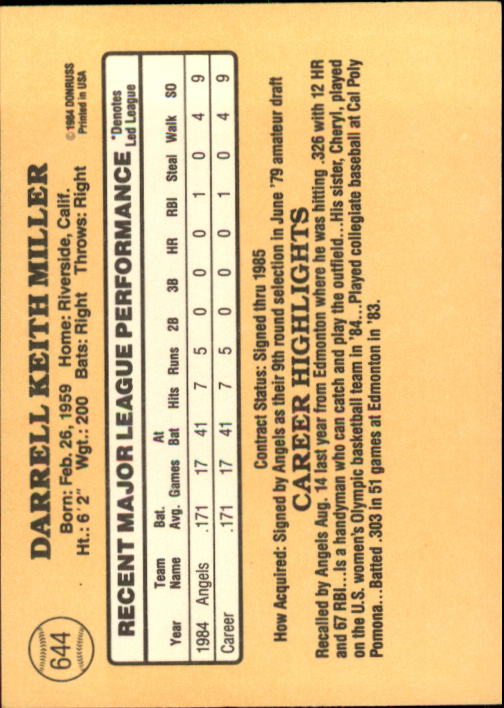 644
DARRELL KEITH MILLER
Born: Feb. 26, 1959 Home: Riverside, Calif.
Ht.: 6'2" Wgt.: 200 Bats: Right Throws: Right
© 1984 DONRUSS
Printed in USA
RECENT MAJOR LEAGUE PERFORMANCE
*Denotes
Led League
Team Bat. At
Year Name Avg. Games Bat Hits Runs 2B 3B HR RBI Steal Walk SO
1984 Angels .171 17 41 7 5 0 0 0 1 0 4 9
Career .171 17 41 7 5 0 0 0 1 0 4 9
Contract Status: Signed thru 1985
How Acquired: Signed by Angels as their 9th round selection in June '79 amateur draft
CAREER HIGHLIGHTS
Recalled by Angels Aug. 14 last year from Edmonton where he was hitting .326 with 12 HR
and 67 RBI...Is a handyman who can catch and play the outfield...His sister, Cheryl, played
on the U.S. women's Olympic basketball team in '84...Played collegiate baseball at Cal Poly
Pomona...Batted .303 in 51 games at Edmonton in '83.